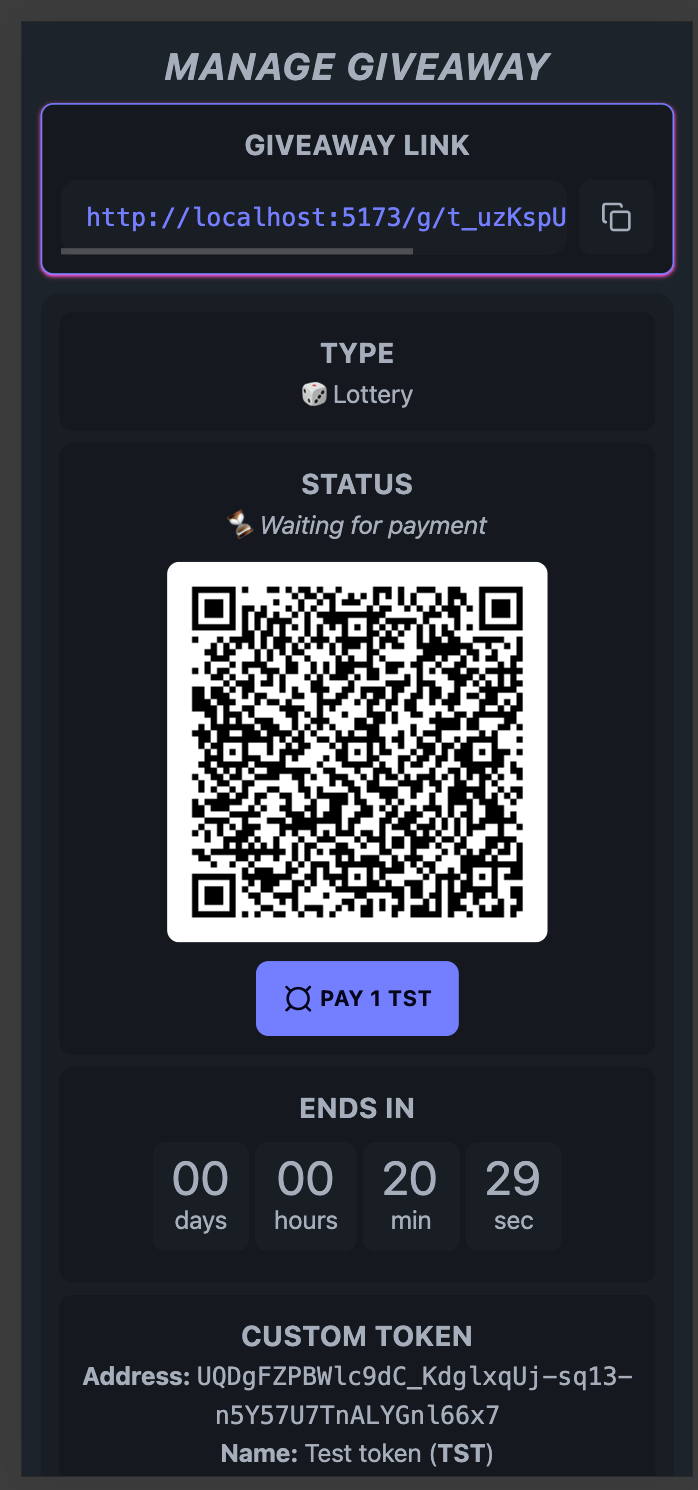 MANAGE GIVEAWAY
GIVEAWAY LINK
http://localhost:5173/g/t_uzKspU
TYPE
🎲 Lottery
STATUS
⏳ Waiting for payment
PAY 1 TST
ENDS IN
00 00 20 29
days hours min sec
CUSTOM TOKEN
Address: UQDgFZPBWlc9dC_KdglxqUj-sq13-
n5Y57U7TnALYGnl66x7
Name: Test token (TST)